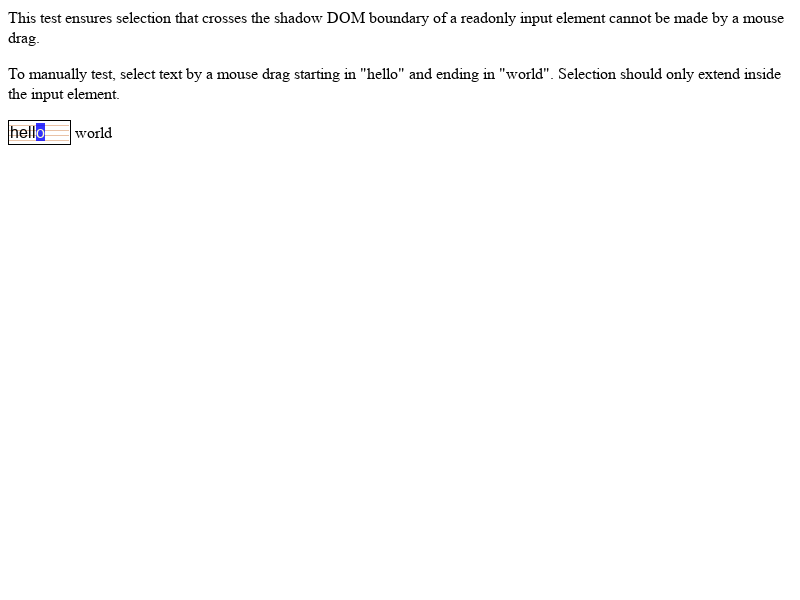 This test ensures selection that crosses the shadow DOM boundary of a readonly input element cannot be made by a mouse
drag.
To manually test, select text by a mouse drag starting in "hello" and ending in "world". Selection should only extend inside
the input element.
hello world